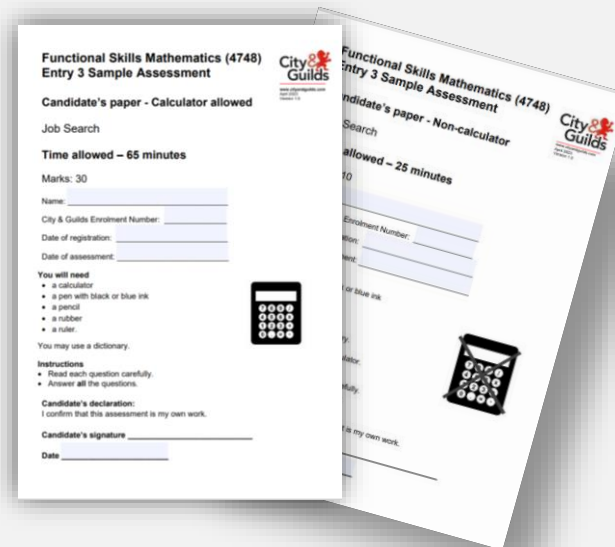 Functional Skills Mathematics (4748)
Entry 3 Sample Assessment
City&
Guilds
www.cityandguilds.com
Candidate's paper - Calculator allowed
Job Search
Time allowed – 65 minutes
Marks: 30
Name:
City & Guilds Enrolment Number:
Date of registration:
Date of assessment:
You will need
• a calculator
• a pen with black or blue ink
• a pencil
• a rubber
• a ruler.
You may use a dictionary.
Instructions
• Read each question carefully.
• Answer all the questions.
Candidate's declaration:
I confirm that this assessment is my own work.
Candidate's signature
Date
Functional Skills Mathematics (4748)
Entry 3 Sample Assessment
City&
Guilds
paper - Non-calculator
Search
allowed – 25 minutes
10
Enrolment Number:
or blue ink
is my own work.